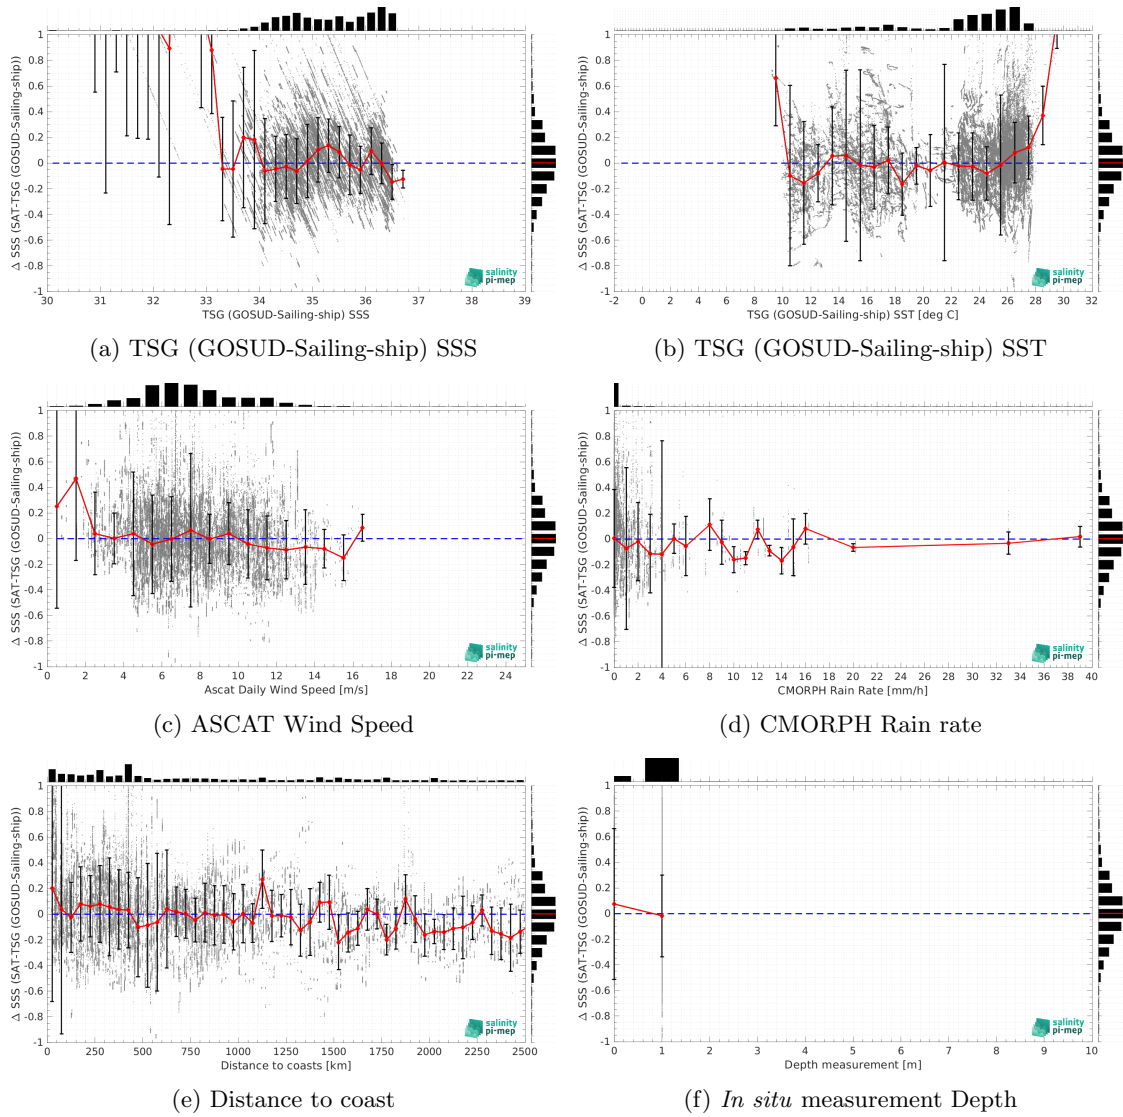 Δ SSS (SAT-TSG (GOSUD-Sailing-ship))
1
0.8
0.6
0.4
0.2
0
-0.2
-0.4
-0.6
-0.8
-1
30 31 32 33 34 35 36 37 38 39
TSG (GOSUD-Sailing-ship) SSS
salinity
pi-mep
(a) TSG (GOSUD-Sailing-ship) SSS
Δ SSS (SAT-TSG (GOSUD-Sailing-ship))
1
0.8
0.6
0.4
0.2
0
-0.2
-0.4
-0.6
-0.8
-1
-2 0 2 4 6 8 10 12 14 16 18 20 22 24 26 28 30 32
TSG (GOSUD-Sailing-ship) SST [deg C]
salinity
pi-mep
(b) TSG (GOSUD-Sailing-ship) SST
Δ SSS (SAT-TSG (GOSUD-Sailing-ship))
1
0.8
0.6
0.4
0.2
0
-0.2
-0.4
-0.6
-0.8
-1
0 2 4 6 8 10 12 14 16 18 20 22 24
Ascat Daily Wind Speed [m/s]
salinity
pi-mep
(c) ASCAT Wind Speed
Δ SSS (SAT-TSG (GOSUD-Sailing-ship))
1
0.8
0.6
0.4
0.2
0
-0.2
-0.4
-0.6
-0.8
-1
0 2 4 6 8 10 12 14 16 18 20 22 24 26 28 30 32 34 36 38 40
CMORPH Rain Rate [mm/h]
salinity
pi-mep
(d) CMORPH Rain rate
Δ SSS (SAT-TSG (GOSUD-Sailing-ship))
1
0.8
0.6
0.4
0.2
0
-0.2
-0.4
-0.6
-0.8
-1
0 250 500 750 1000 1250 1500 1750 2000 2250 2500
Distance to coasts [km]
salinity
pi-mep
(e) Distance to coast
Δ SSS (SAT-TSG (GOSUD-Sailing-ship))
1
0.8
0.6
0.4
0.2
0
-0.2
-0.4
-0.6
-0.8
-1
0 1 2 3 4 5 6 7 8 9 10
Depth measurement [m]
salinity
pi-mep
(f) In situ measurement Depth